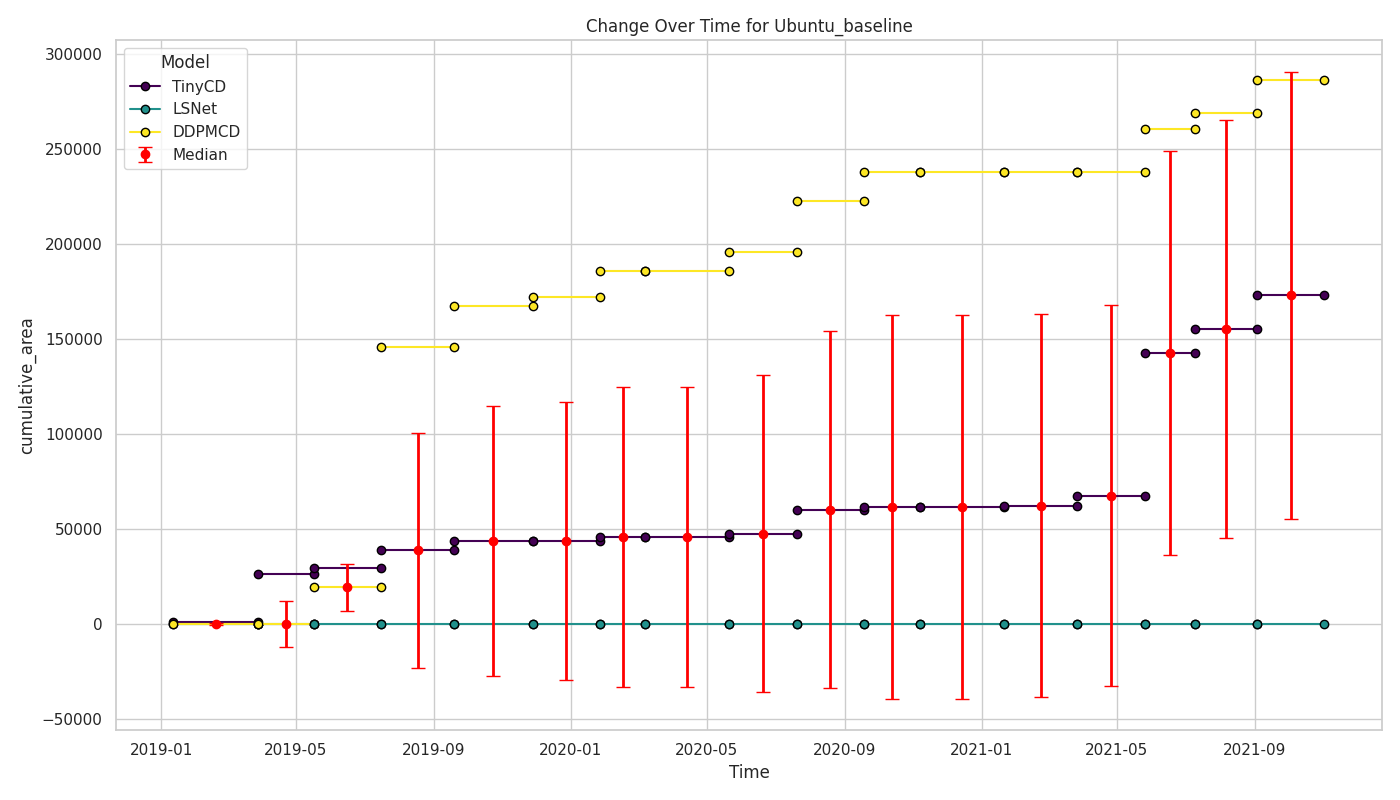 Change Over Time for Ubuntu_baseline
Model
TinyCD
LSNet
DDPMCD
Median
cumulative_area
300000
250000
200000
150000
100000
50000
0
−50000
2019-01
2019-05
2019-09
2020-01
2020-05
2020-09
2021-01
2021-05
2021-09
Time